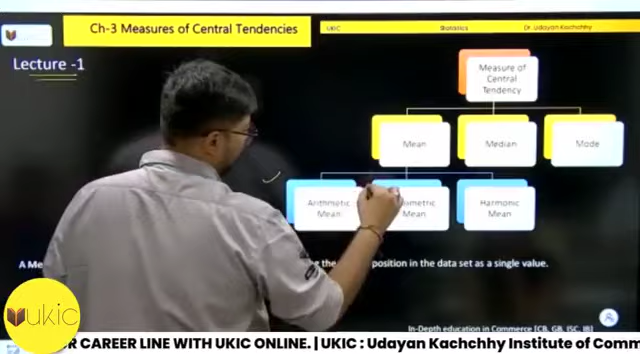 ukic
Ch-3 Measures of Central Tendencies
UKIC
Statistics
Dr. Udayan Kachchhy
Lecture -1
Measure of
Central
Tendency
Mean
Median
Mode
Arithmetic
Mean
Mean
Harmonic
Mean
A Me
the
position in the data set as a single value.
ukic
In-Depth education in Commerce [CB, GB, ISC, IB]
R CAREER LINE WITH UKIC ONLINE. | UKIC : Udayan Kachchhy Institute of Comm